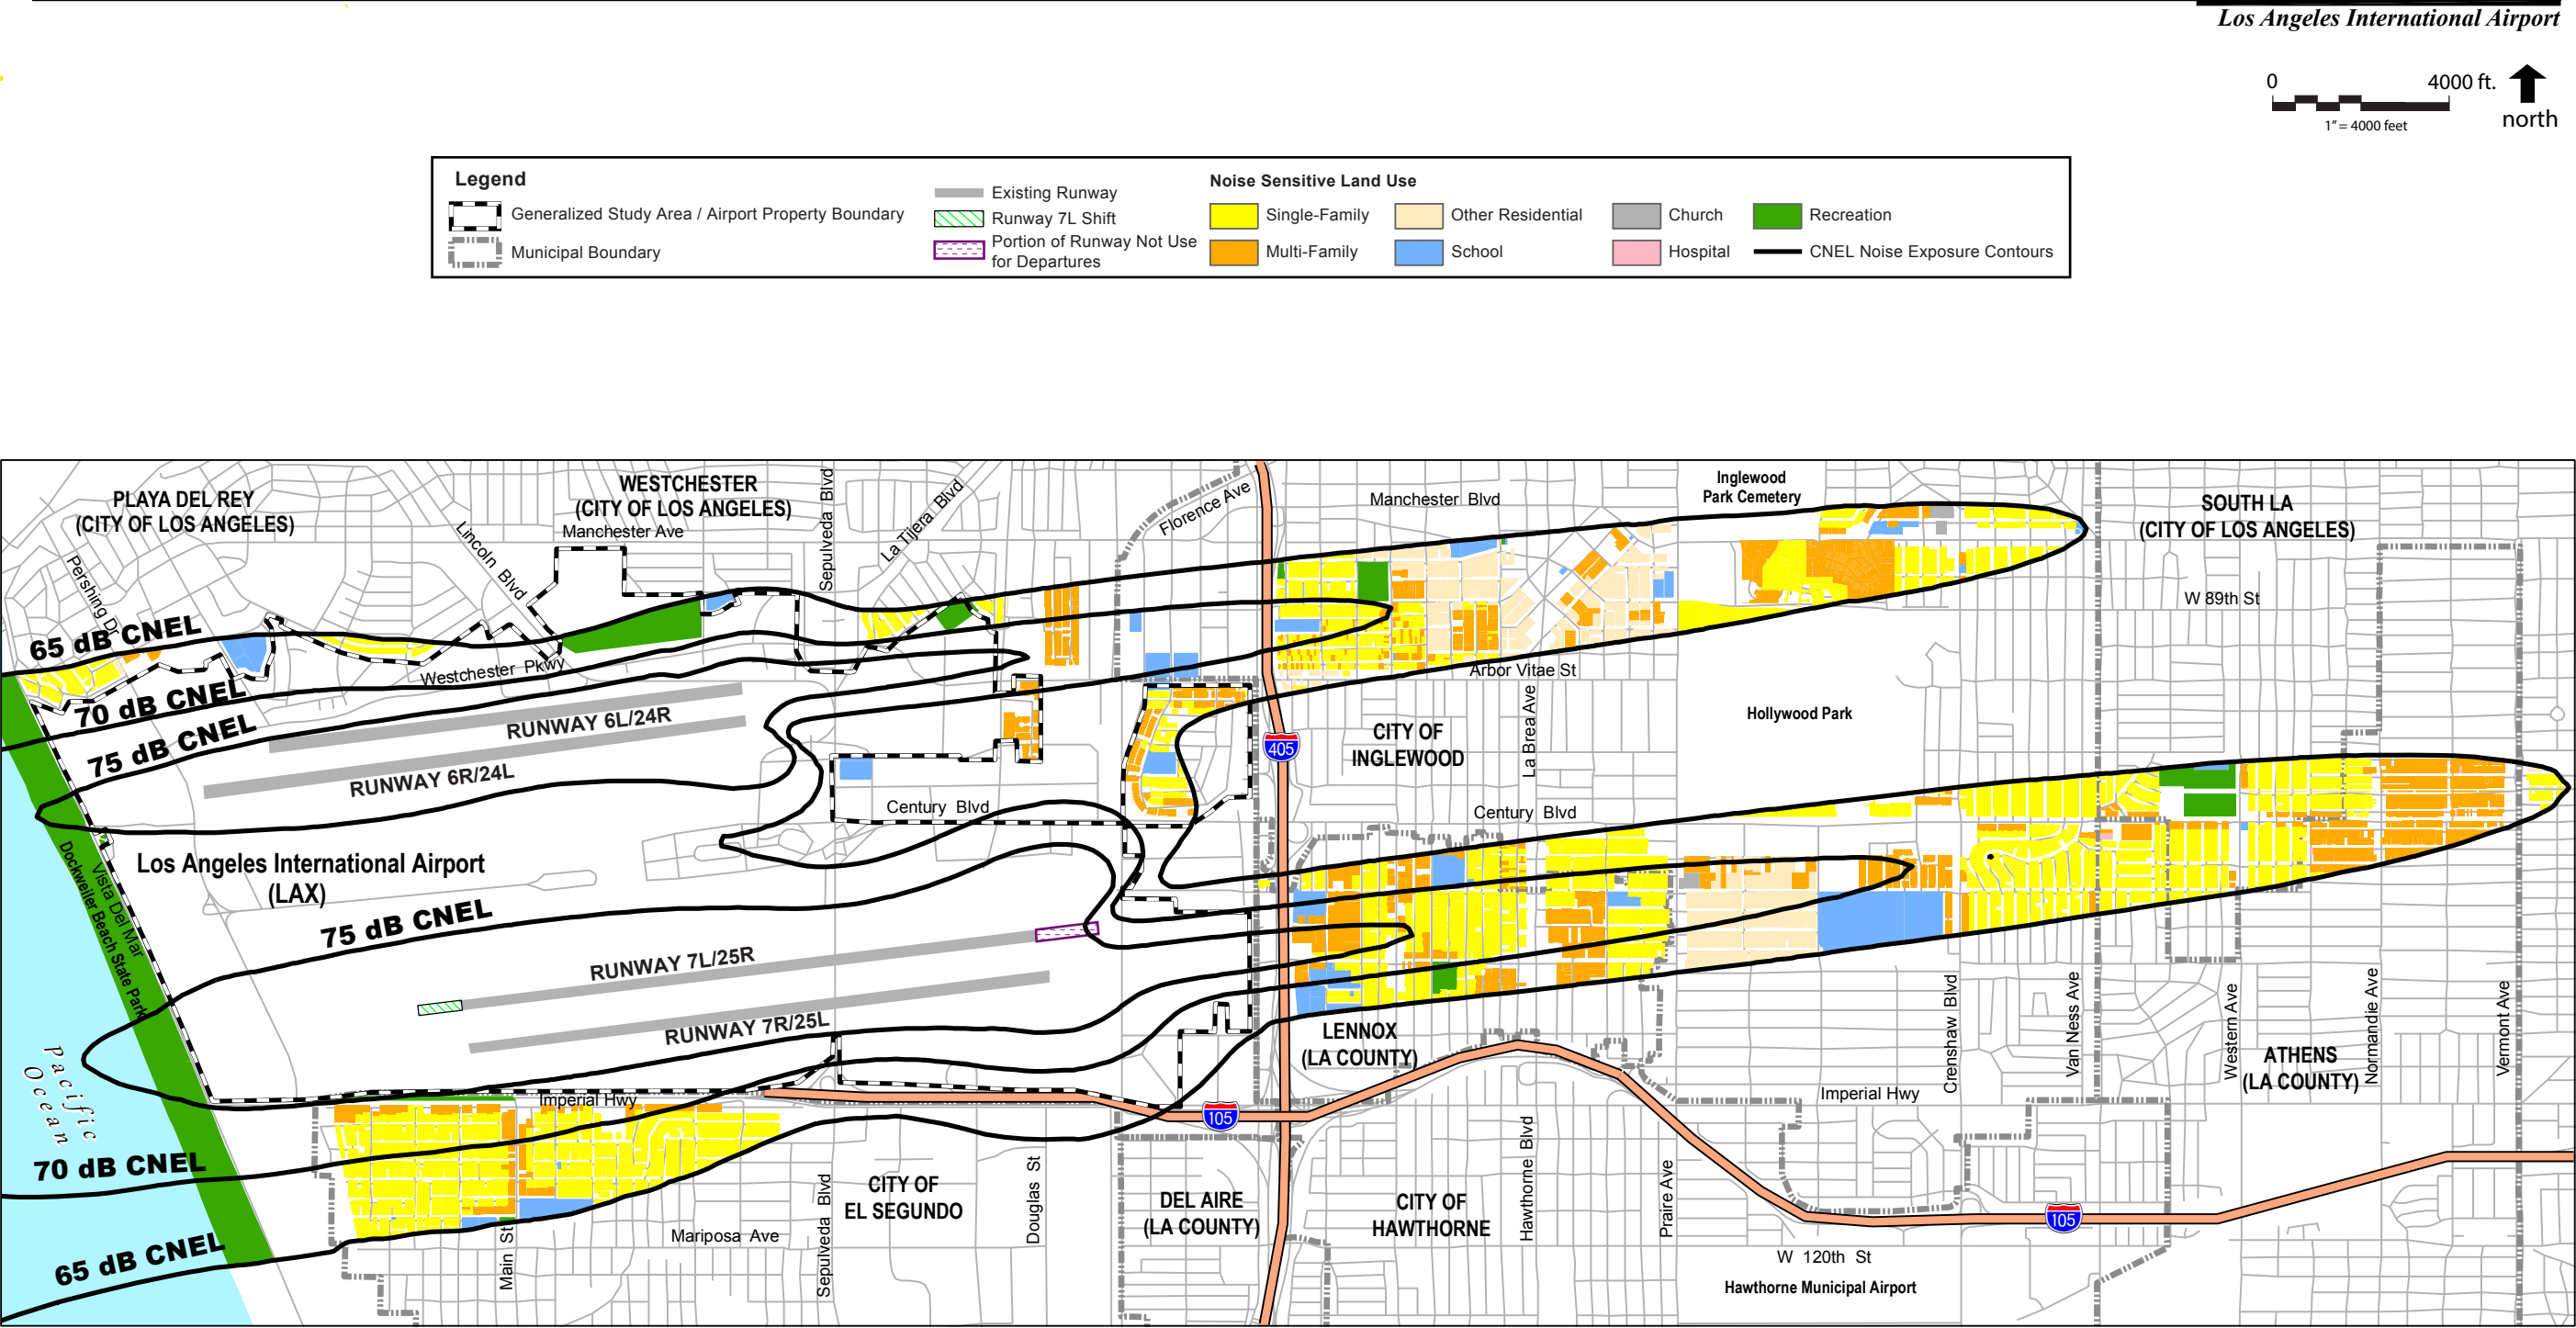 Los Angeles International Airport
0 4000 ft.
1" = 4000 feet
north
Legend
Generalized Study Area / Airport Property Boundary
Municipal Boundary
Existing Runway
Runway 7L Shift
Portion of Runway Not Use
for Departures
Noise Sensitive Land Use
Single-Family
Multi-Family
Other Residential
School
Church
Hospital
Recreation
CNEL Noise Exposure Contours
PLAYA DEL REY
(CITY OF LOS ANGELES)
WESTCHESTER
(CITY OF LOS ANGELES)
Manchester Ave
Lincoln Blvd
Pershing Dr
Sepulveda Blvd
La Tijera Blvd
Florence Ave
Manchester Blvd
Inglewood
Park Cemetery
SOUTH LA
(CITY OF LOS ANGELES)
W 89th St
65 dB CNEL
70 dB CNEL
75 dB CNEL
Westchester Pkwy
RUNWAY 6L/24R
RUNWAY 6R/24L
Arbor Vitae St
La Brea Ave
Hollywood Park
CITY OF
INGLEWOOD
405
Century Blvd
Century Blvd
Los Angeles International Airport
(LAX)
Vista Del Mar
Dockweiler Beach State Park
75 dB CNEL
RUNWAY 7L/25R
RUNWAY 7R/25L
Pacific
Ocean
LENNOX
(LA COUNTY)
Crenshaw Blvd
Van Ness Ave
Western Ave
Normandie Ave
Vermont Ave
ATHENS
(LA COUNTY)
Imperial Hwy
Imperial Hwy
105
70 dB CNEL
65 dB CNEL
Main St
Mariposa Ave
Sepulveda Blvd
CITY OF
EL SEGUNDO
Douglas St
DEL AIRE
(LA COUNTY)
CITY OF
HAWTHORNE
Hawthorne Blvd
Prairie Ave
105
W 120th St
Hawthorne Municipal Airport